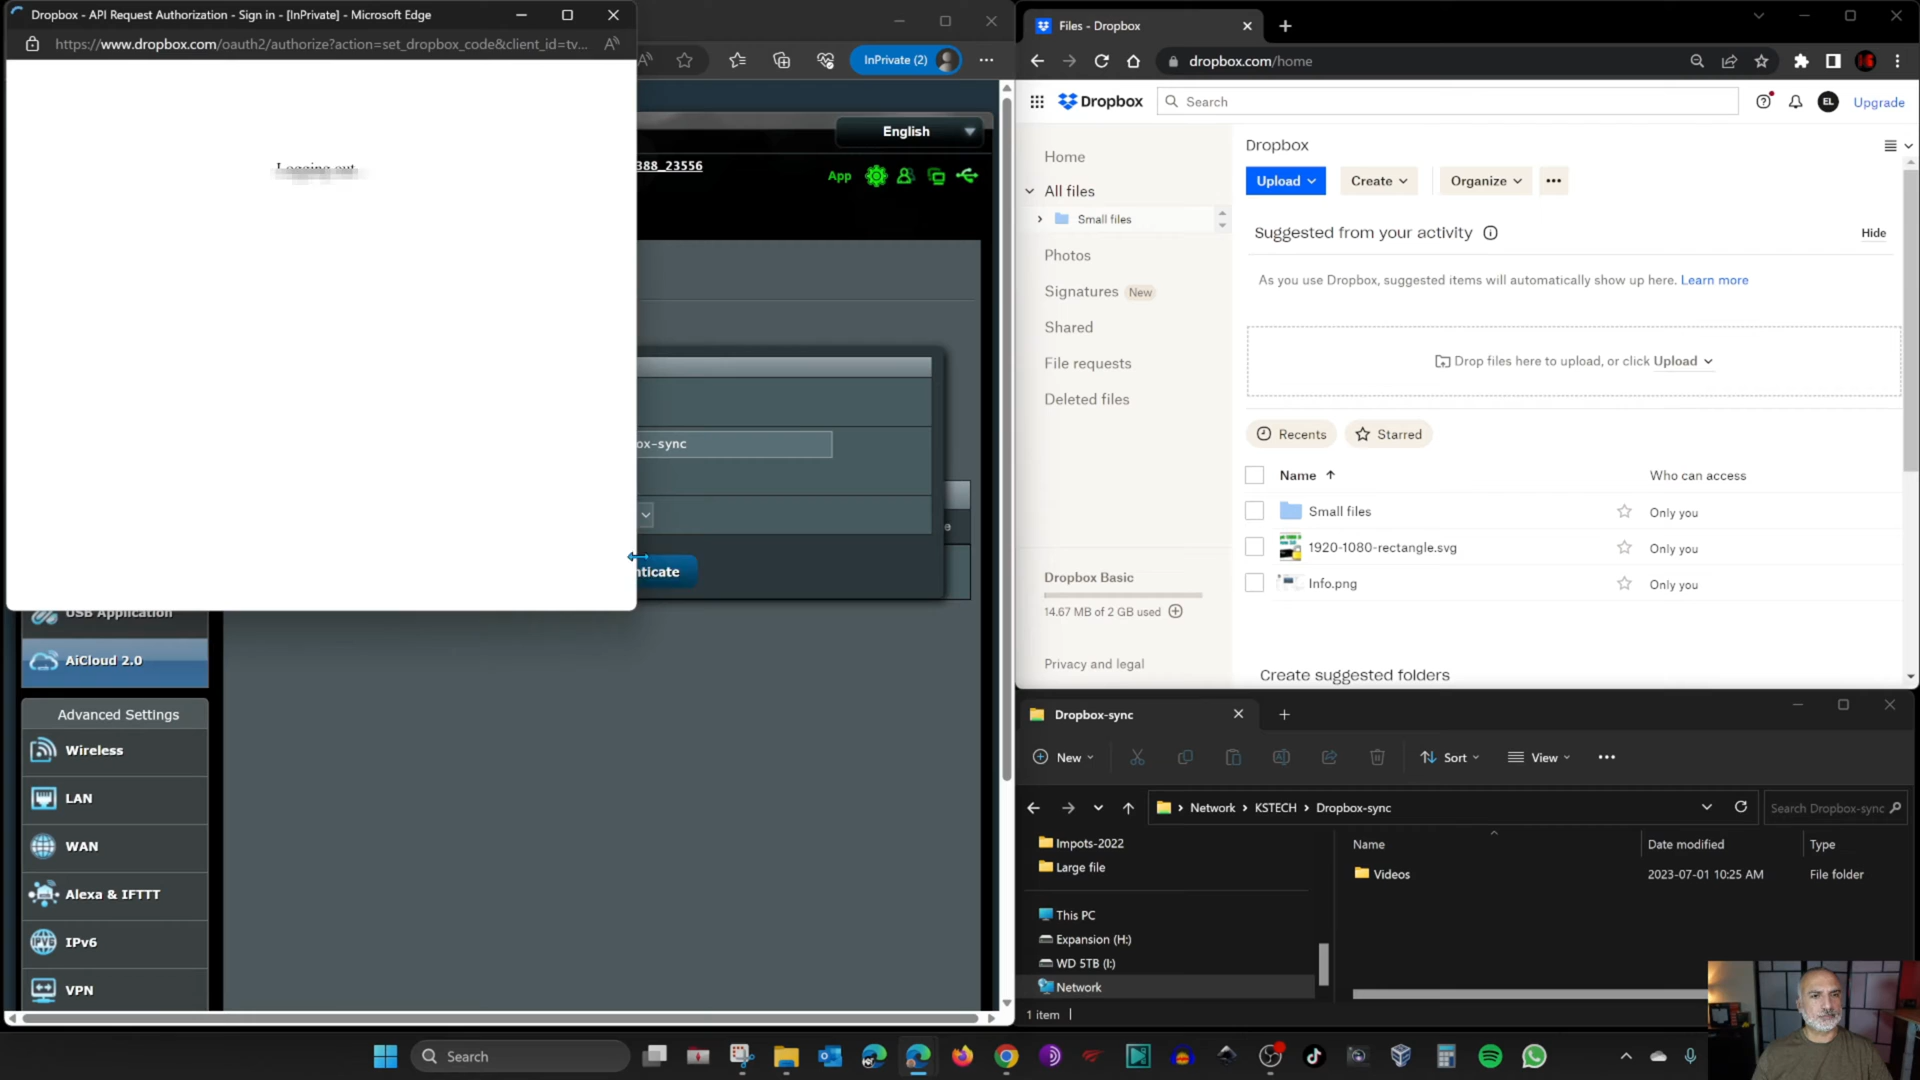 Dropbox - API Request Authorization - Sign in - [InPrivate] - Microsoft Edge
https://www.dropbox.com/oauth2/authorize?action=set_dropbox_code&client_id=tv...
Logging out
InPrivate (2)
English
388_23556
App
ox-sync
nticate
e
USB Application
AiCloud 2.0
Advanced Settings
Wireless
LAN
WAN
Alexa & IFTTT
IPv6
VPN
Files - Dropbox
dropbox.com/home
Dropbox
Search
EL
Upgrade
Home
All files
Small files
Photos
Signatures New
Shared
File requests
Deleted files
Dropbox Basic
14.67 MB of 2 GB used
Privacy and legal
Dropbox
Upload
Create
Organize
Suggested from your activity
Hide
As you use Dropbox, suggested items will automatically show up here. Learn more
Drop files here to upload, or click Upload
Recents
Starred
Name
Who can access
Small files
Only you
1920-1080-rectangle.svg
Only you
Info.png
Only you
Create suggested folders
Dropbox-sync
New
Sort
View
Network > KSTECH > Dropbox-sync
Search Dropbox-sync
Impots-2022
Large file
This PC
Expansion (H:)
WD 5TB (I:)
Network
Name
Date modified
Type
Videos
2023-07-01 10:25 AM
File folder
1 item
Search